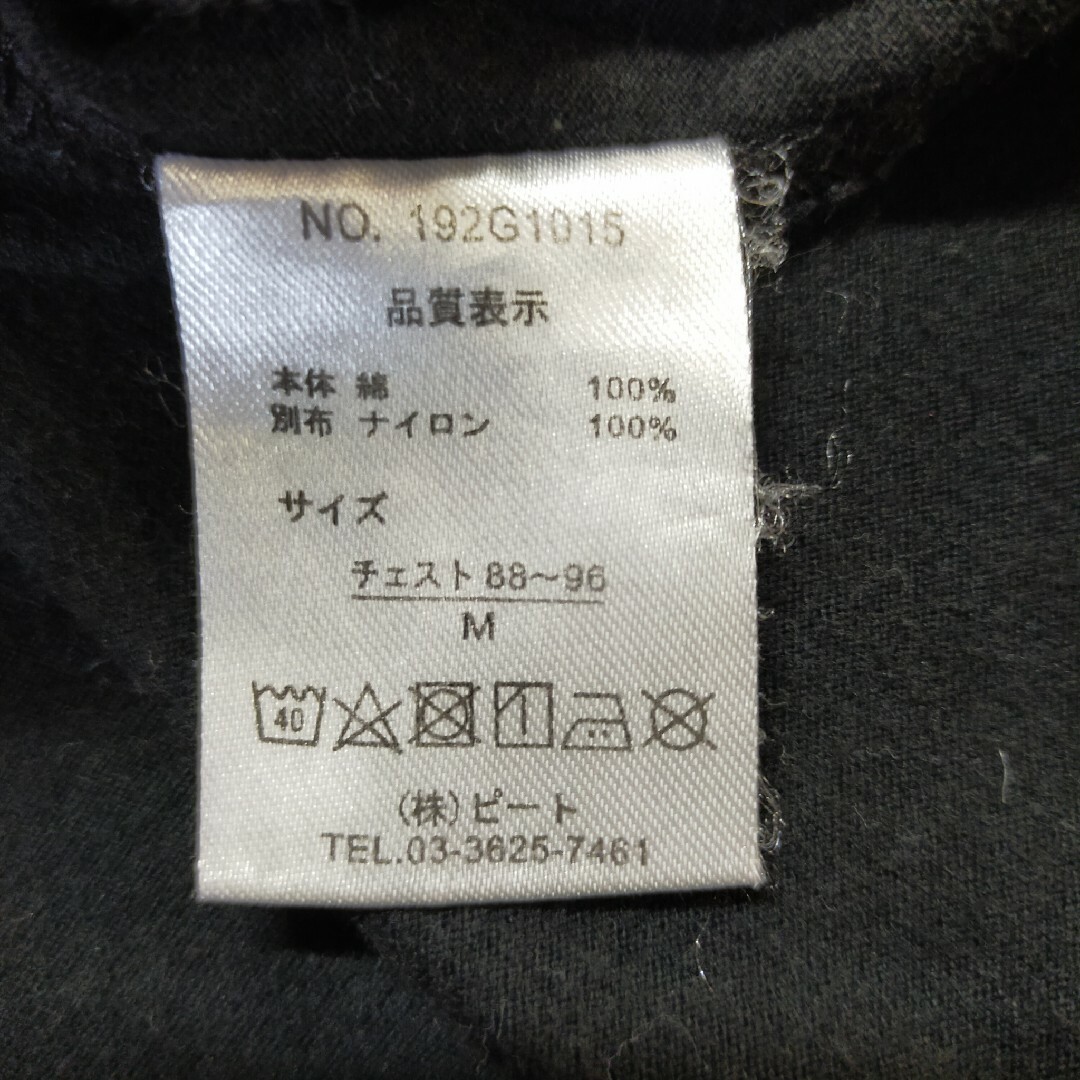 NO. 192G1015
品質表示
本体 綿 100%
別布 ナイロン 100%
サイズ
チェスト 88～96
M
40
(株)ピート
TEL.03-3625-7461